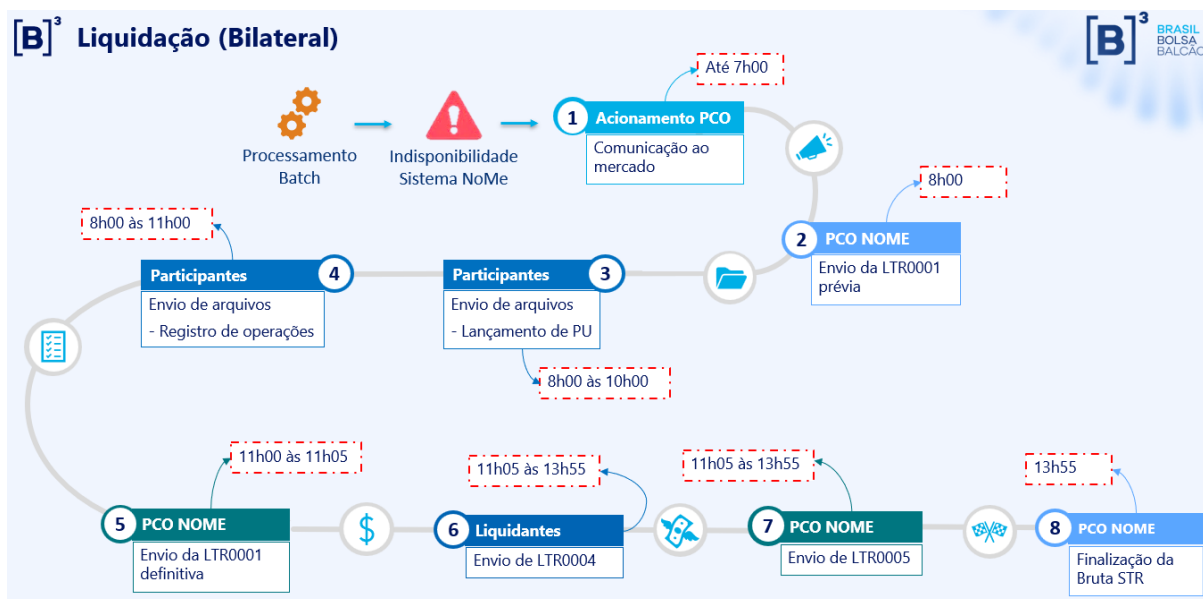 [B]³ Liquidação (Bilateral)
[B]³ BRASIL
BOLSA
BALCÃO
Processamento
Batch
Indisponibilidade
Sistema NoMe
Até 7h00
1 Acionamento PCO
Comunicação ao
mercado
8h00
2 PCO NOME
Envio da LTR0001
prévia
Participantes 3
Envio de arquivos
- Lançamento de PU
8h00 às 10h00
8h00 às 11h00
Participantes 4
Envio de arquivos
- Registro de operações
11h00 às 11h05
5 PCO NOME
Envio da LTR0001
definitiva
$
11h05 às 13h55
6 Liquidantes
Envio de LTR0004
11h05 às 13h55
7 PCO NOME
Envio de LTR0005
13h55
8 PCO NOME
Finalização da
Bruta STR